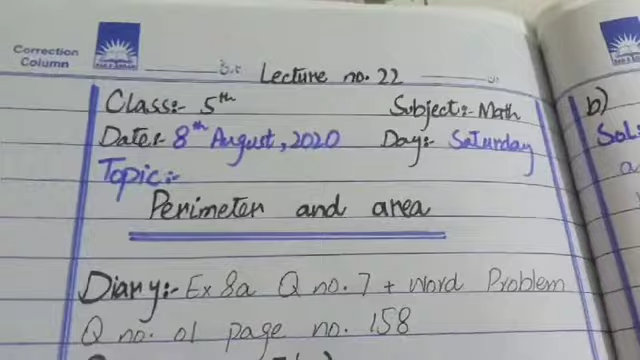 Correction
Column
Lecture no. 22
Class:- 5th
Subject:- Math
Date:- 8th August, 2020
Day:- Saturday
Topic:-
Perimeter and area
Diary:- Ex 8a Q no. 7 + Word Problem
Q no. 01 page no. 158
b)
Sol:
a